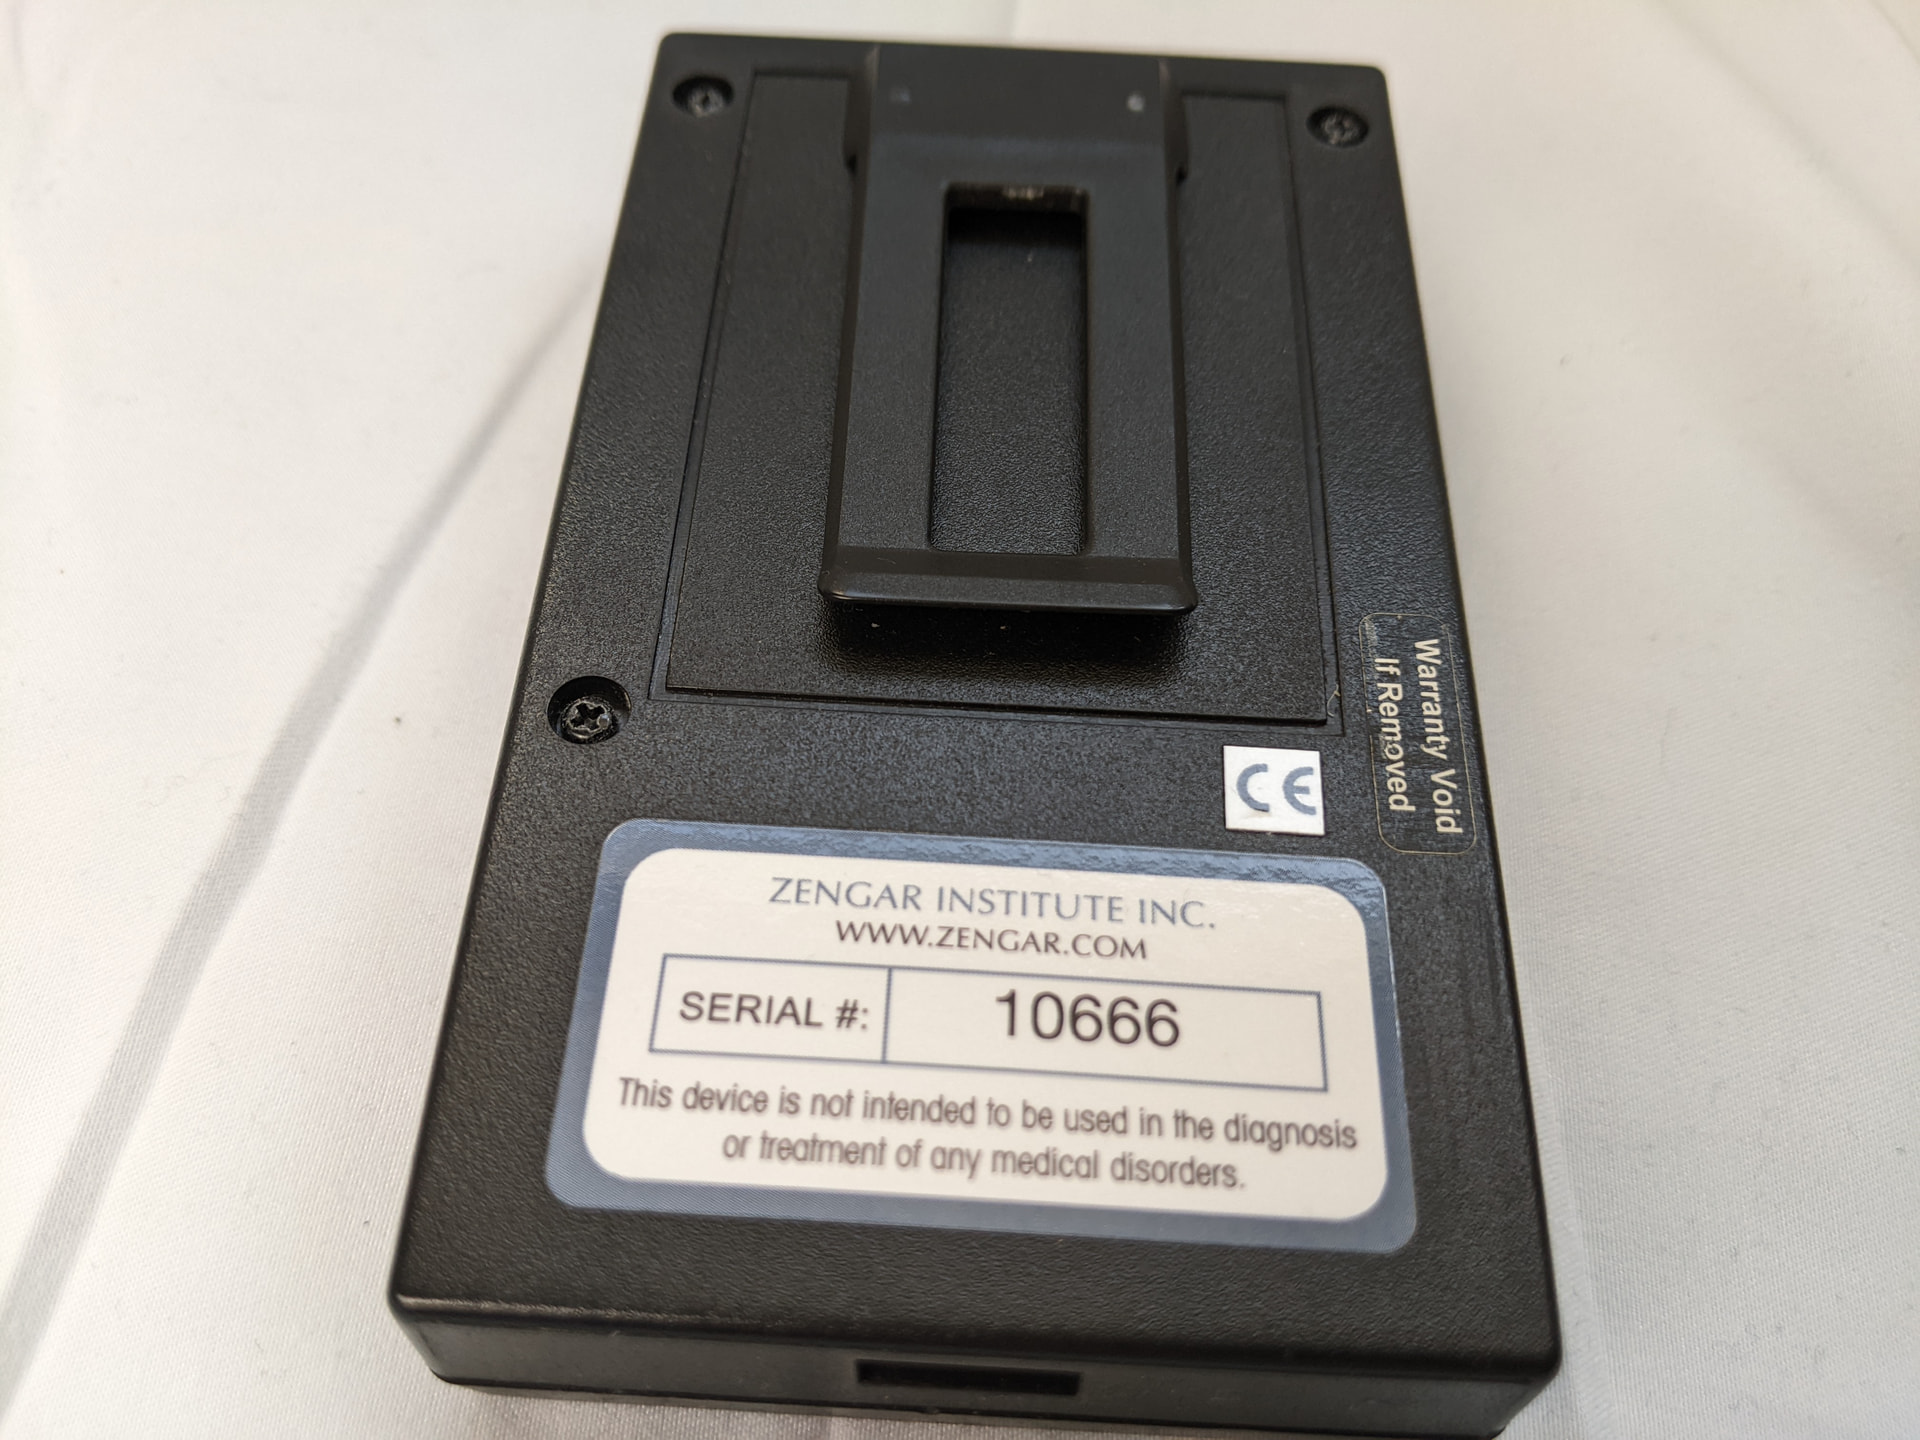 Warranty Void
If Removed
CE
ZENGAR INSTITUTE INC.
WWW.ZENGAR.COM
SERIAL #: 10666
This device is not intended to be used in the diagnosis
or treatment of any medical disorders.